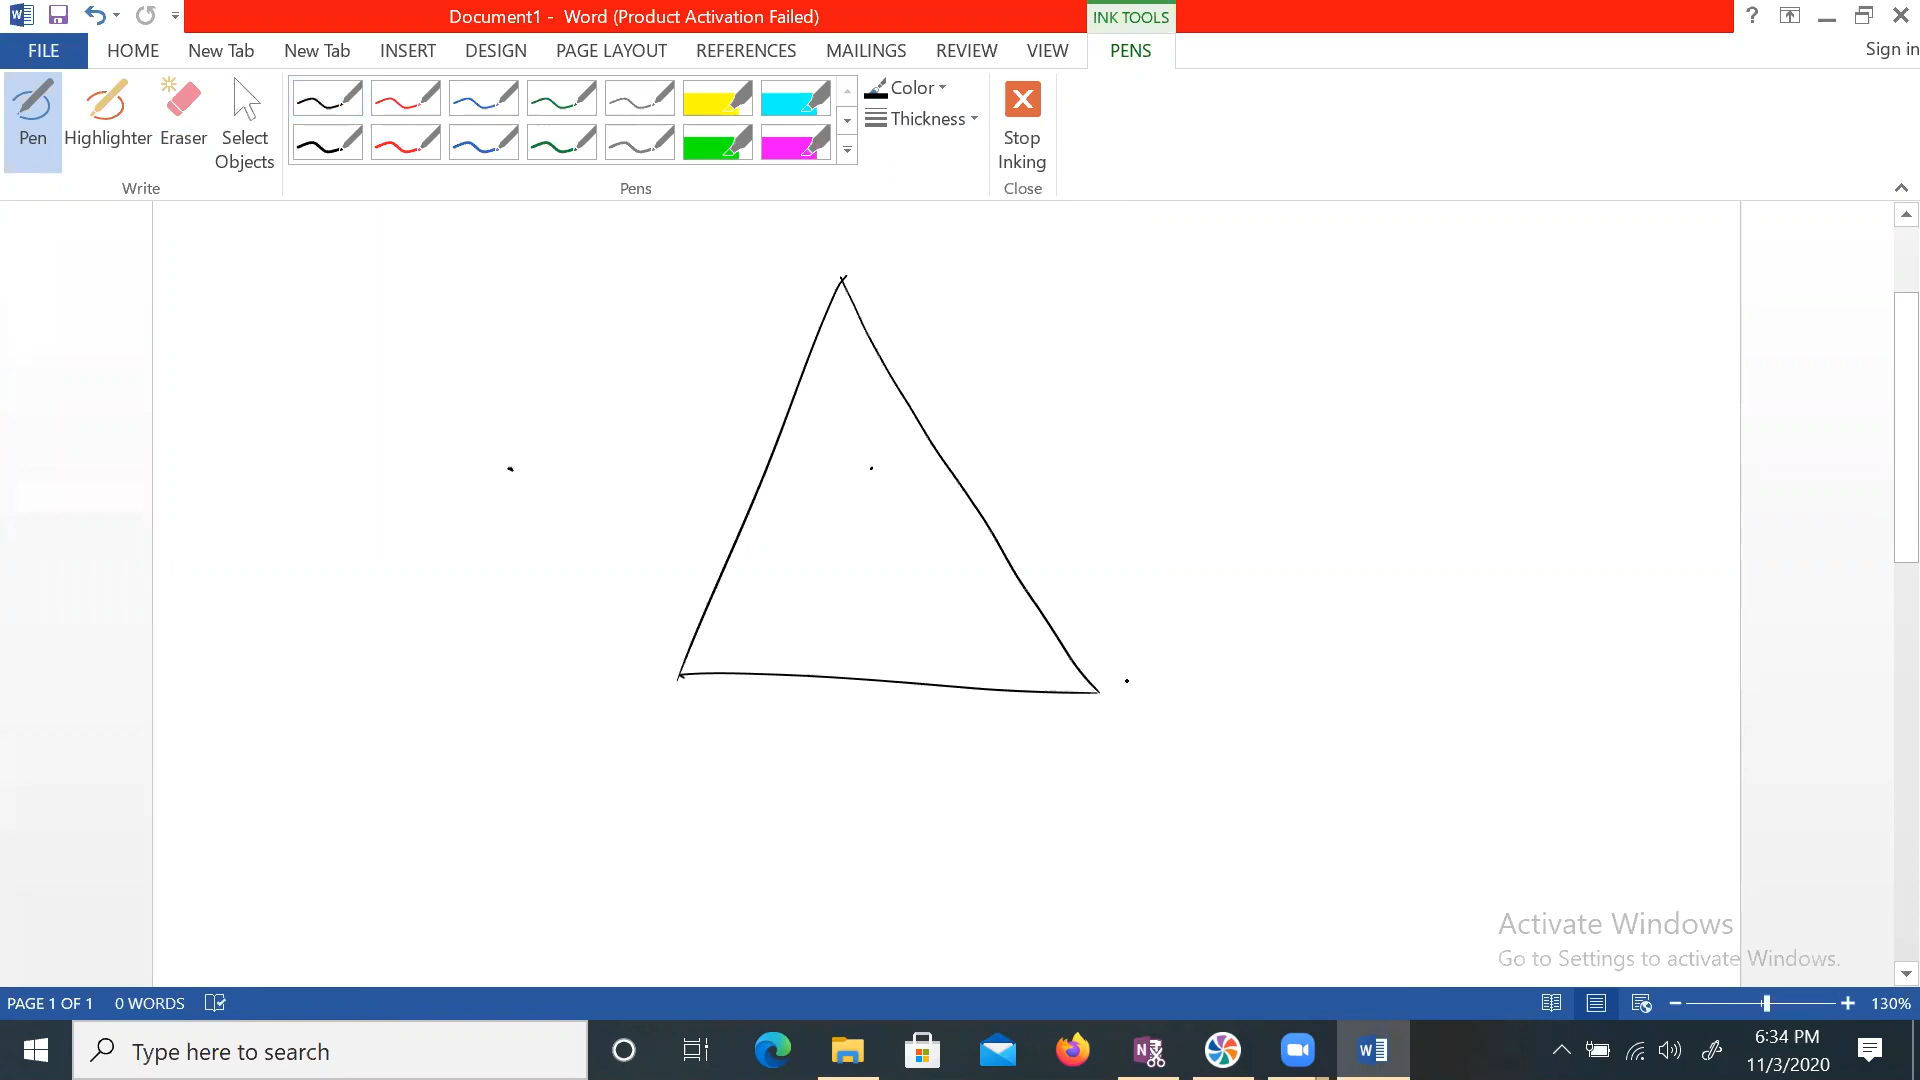 Document1 - Word (Product Activation Failed)
INK TOOLS
?
FILE HOME New Tab New Tab INSERT DESIGN PAGE LAYOUT REFERENCES MAILINGS REVIEW VIEW PENS Sign in
Pen Highlighter Eraser Select Objects
Color
Thickness
Stop Inking
Write Pens Close
Activate Windows
Go to Settings to activate Windows.
PAGE 1 OF 1 0 WORDS 130%
Type here to search
6:34 PM
11/3/2020